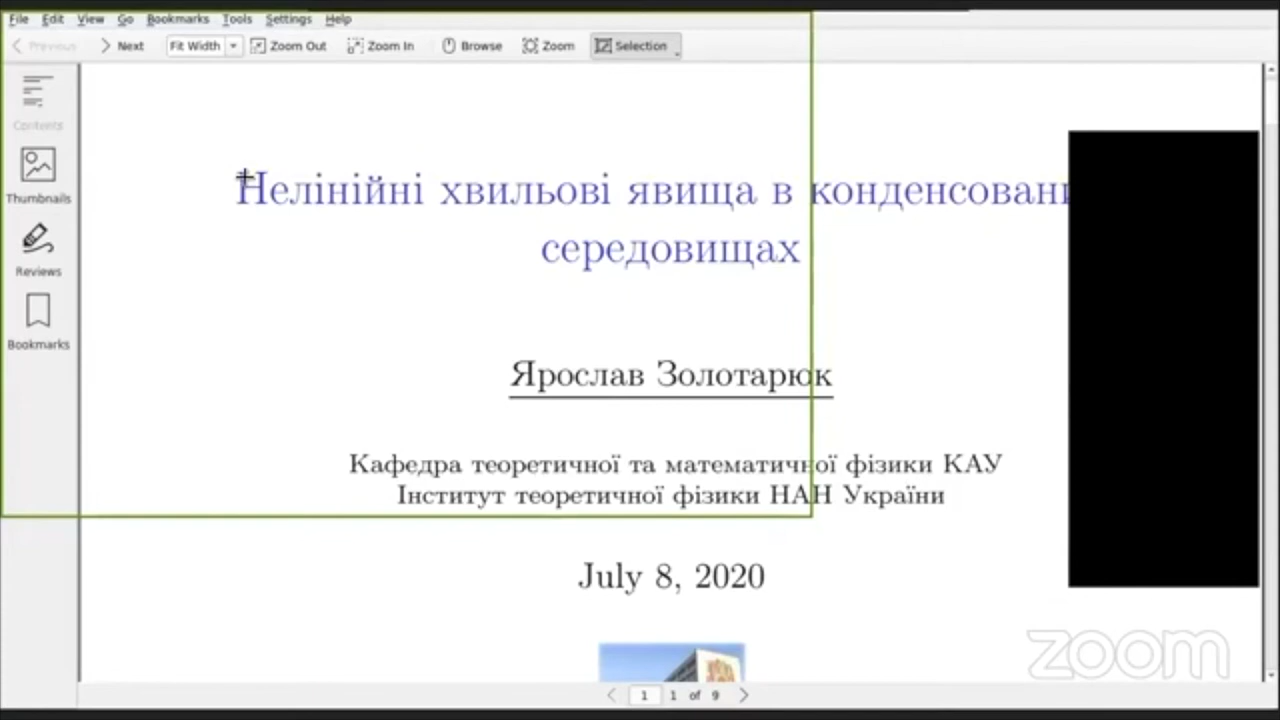 File Edit View Go Bookmarks Tools Settings Help
Previous Next Fit Width Zoom Out Zoom In Browse Zoom Selection
Contents
Thumbnails
Reviews
Bookmarks
Нелінійні хвильові явища в
середовищах
Ярослав Золотарюк
Кафедра теоретичної та математичної фізики КАУ
Інститут теоретичної фізики НАН України
July 8, 2020
zoom
1 1 of 9